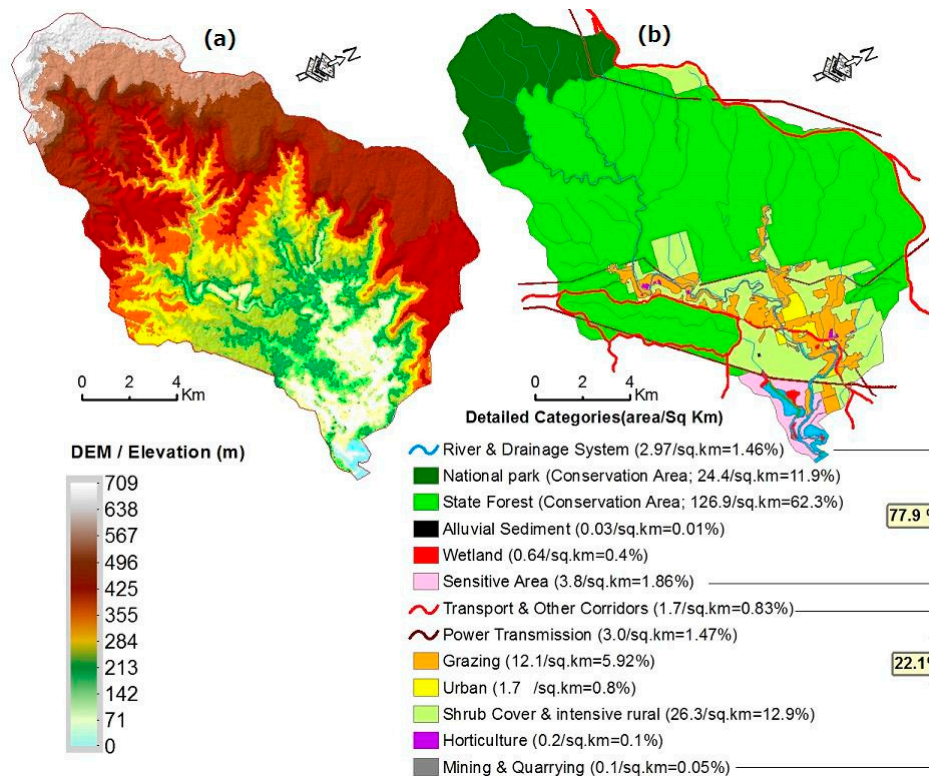 (a)
N
0 2 4
Km
DEM / Elevation (m)
709
638
567
496
425
355
284
213
142
71
0
(b)
N
0 2 4
Km
Detailed Categories(area/Sq Km)
River & Drainage System (2.97/sq.km=1.46%)
National park (Conservation Area; 24.4/sq.km=11.9%)
State Forest (Conservation Area; 126.9/sq.km=62.3%)
Alluvial Sediment (0.03/sq.km=0.01%)
Wetland (0.64/sq.km=0.4%)
Sensitive Area (3.8/sq.km=1.86%)
Transport & Other Corridors (1.7/sq.km=0.83%)
Power Transmission (3.0/sq.km=1.47%)
Grazing (12.1/sq.km=5.92%)
Urban (1.7 /sq.km=0.8%)
Shrub Cover & intensive rural (26.3/sq.km=12.9%)
Horticulture (0.2/sq.km=0.1%)
Mining & Quarrying (0.1/sq.km=0.05%)
77.9 %
22.1%